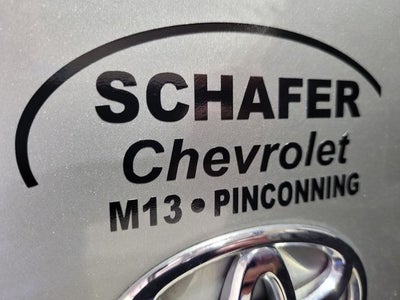 SCHAFER
Chevrolet
M13 • PINCONNING